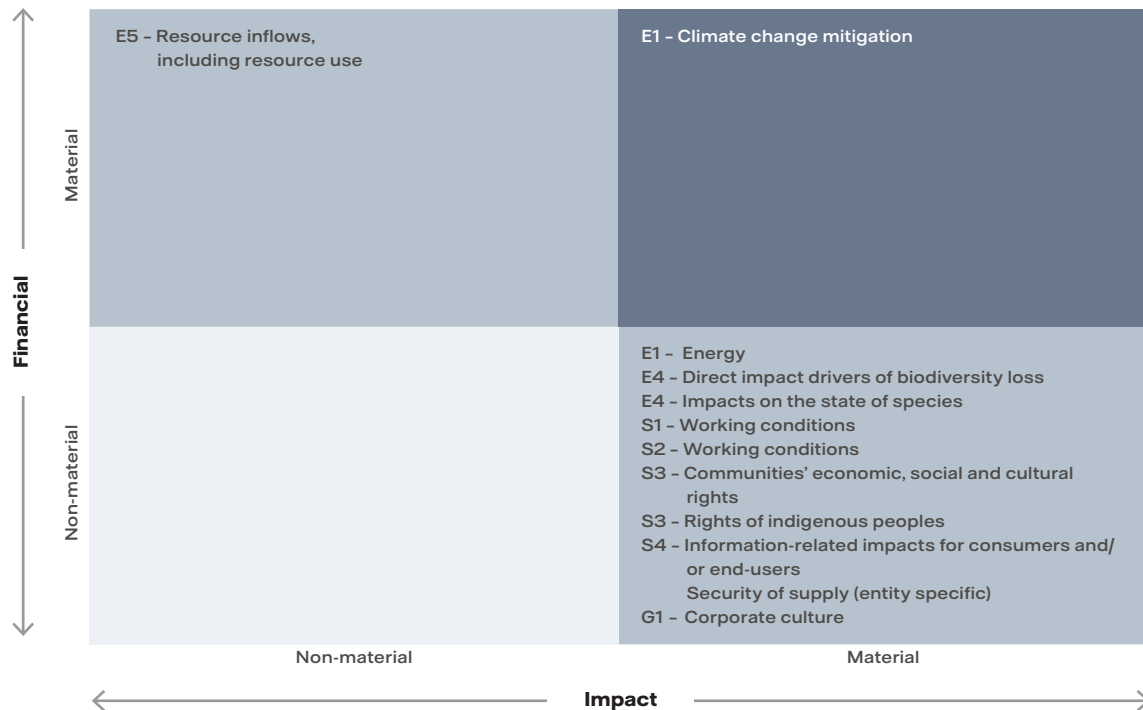 E5 – Resource inflows,
including resource use
E1 – Climate change mitigation
Material
Financial
Non-material
E1 – Energy
E4 – Direct impact drivers of biodiversity loss
E4 – Impacts on the state of species
S1 – Working conditions
S2 – Working conditions
S3 – Communities’ economic, social and cultural
rights
S3 – Rights of indigenous peoples
S4 – Information-related impacts for consumers and/
or end-users
Security of supply (entity specific)
G1 – Corporate culture
Non-material
Material
Impact